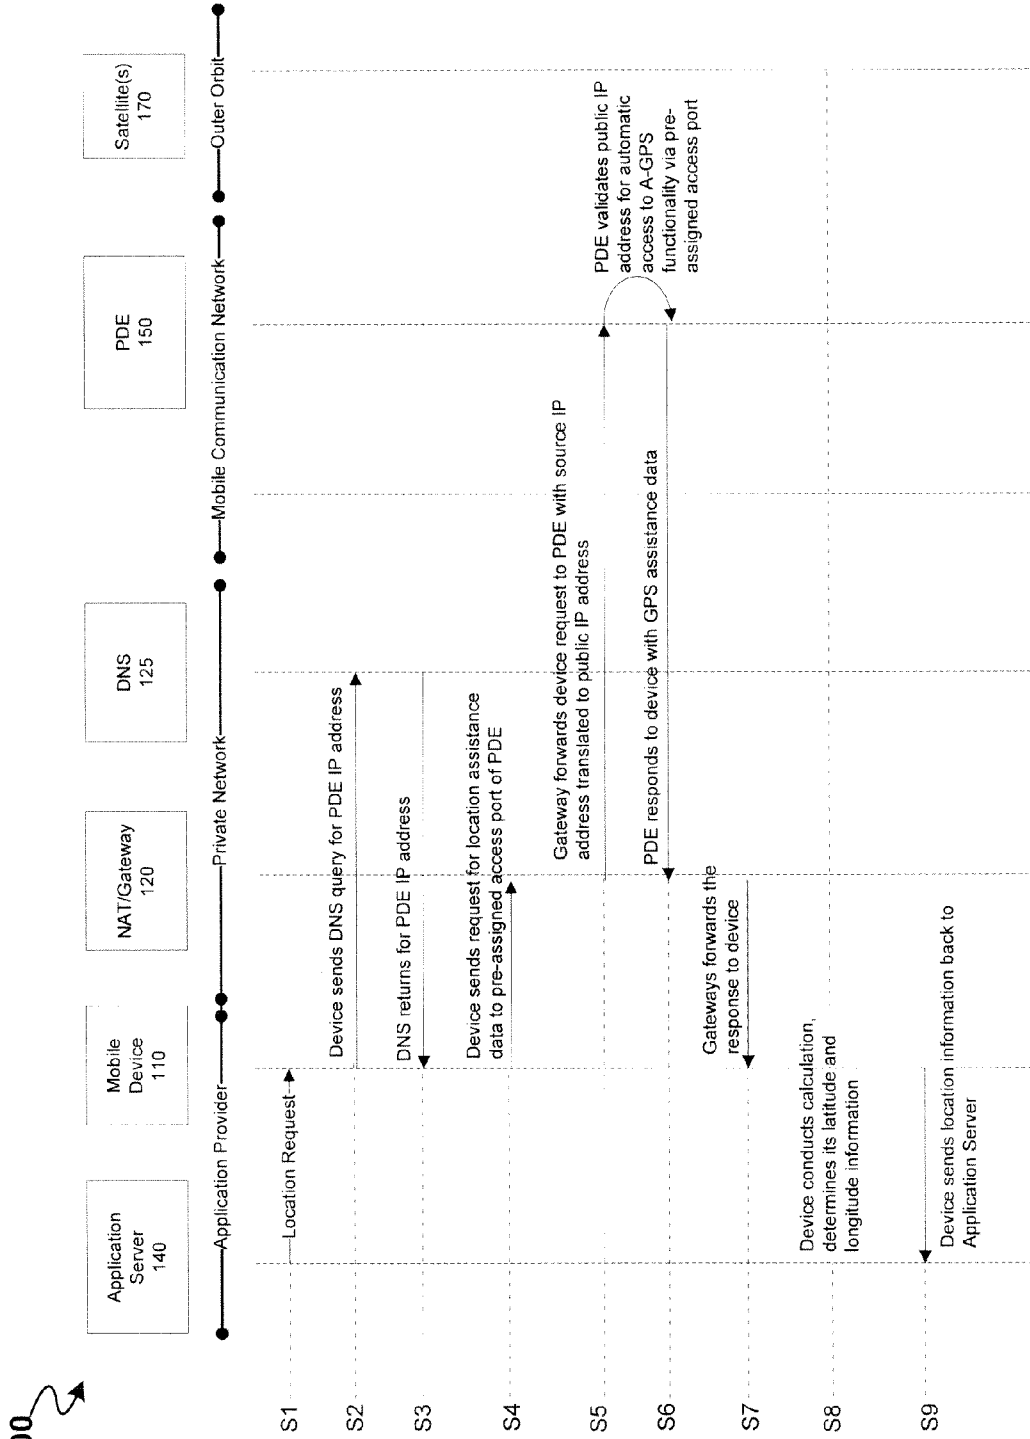 Application
Server
140
Mobile
Device
110
NAT/Gateway
120
DNS
125
PDE
150
Satellite(s)
170
Application Provider
Private Network
Mobile Communication Network
Outer Orbit
S1
Location Request
S2
Device sends DNS query for PDE IP address
S3
DNS returns for PDE IP address
S4
Device sends request for location assistance
data to pre-assigned access port of PDE
S5
Gateway forwards device request to PDE with source IP
address translated to public IP address
PDE validates public IP
address for automatic
access to A-GPS
functionality via pre-
assigned access port
S6
PDE responds to device with GPS assistance data
S7
Gateways forwards the
response to device
S8
Device conducts calculation,
determines its latitude and
longitude information
S9
Device sends location information back to
Application Server